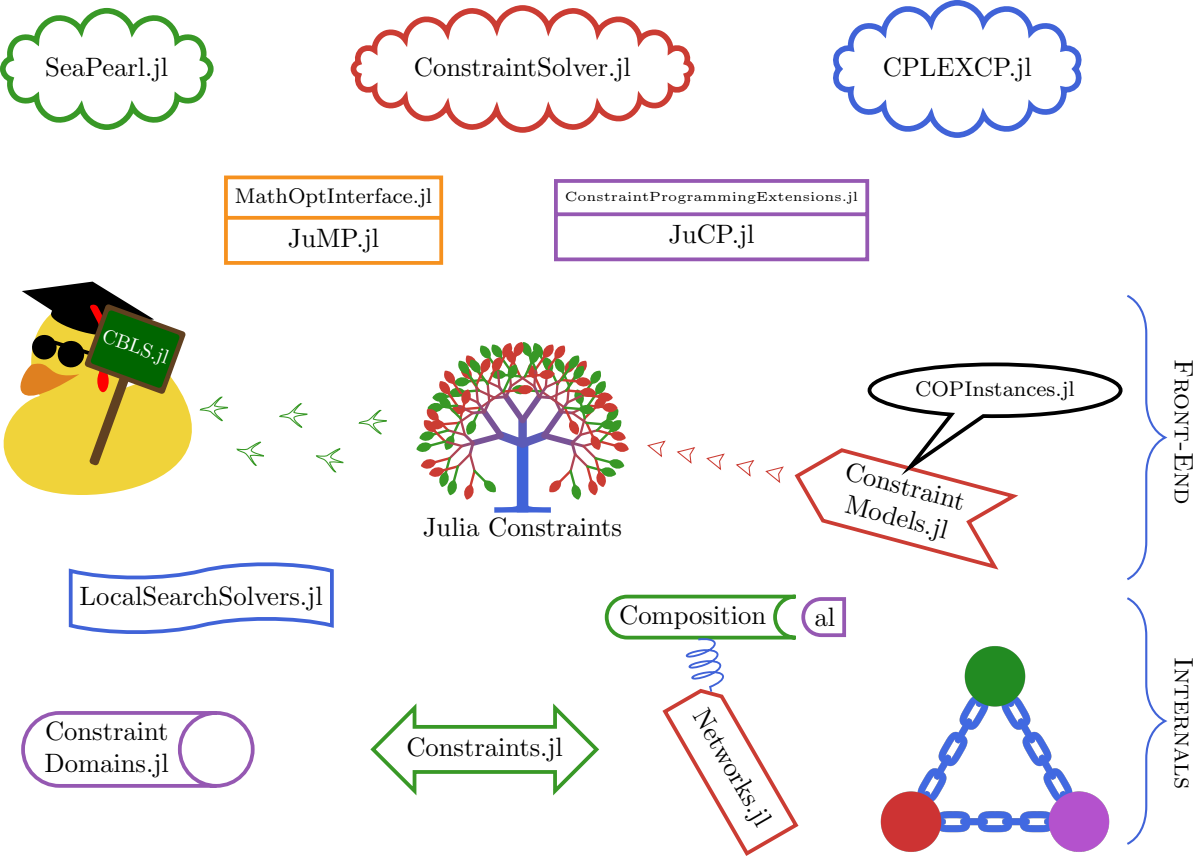 SeaPearl.jl
ConstraintSolver.jl
CPLEXCP.jl
MathOptInterface.jl
JuMP.jl
ConstraintProgrammingExtensions.jl
JuCP.jl
CBLS.jl
Julia Constraints
COPInstances.jl
Constraint
Models.jl
FRONT-END
LocalSearchSolvers.jl
Composition al
Networks.jl
Constraint
Domains.jl
Constraints.jl
INTERNALS